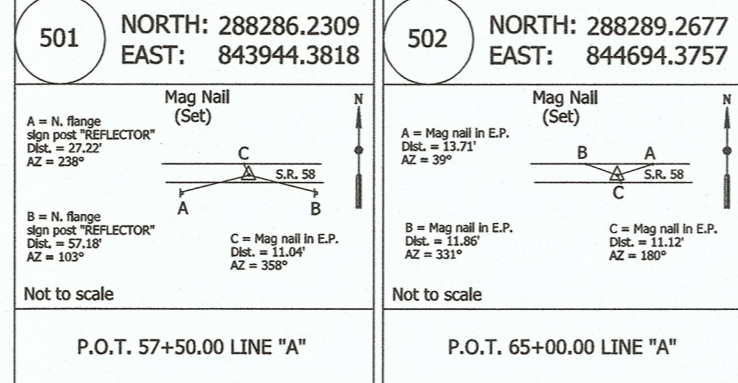 501
NORTH: 288286.2309
EAST: 843944.3818
Mag Nail
(Set)
N
A = N. flange
sign post "REFLECTOR"
Dist. = 27.22'
AZ = 238°
C
S.R. 58
A
B
B = N. flange
sign post "REFLECTOR"
Dist. = 57.18'
AZ = 103°
C = Mag nail in E.P.
Dist. = 11.04'
AZ = 358°
Not to scale
P.O.T. 57+50.00 LINE "A"
502
NORTH: 288289.2677
EAST: 844694.3757
Mag Nail
(Set)
N
A = Mag nail in E.P.
Dist. = 13.71'
AZ = 39°
B
A
S.R. 58
C
B = Mag nail in E.P.
Dist. = 11.86'
AZ = 331°
C = Mag nail in E.P.
Dist. = 11.12'
AZ = 180°
Not to scale
P.O.T. 65+00.00 LINE "A"